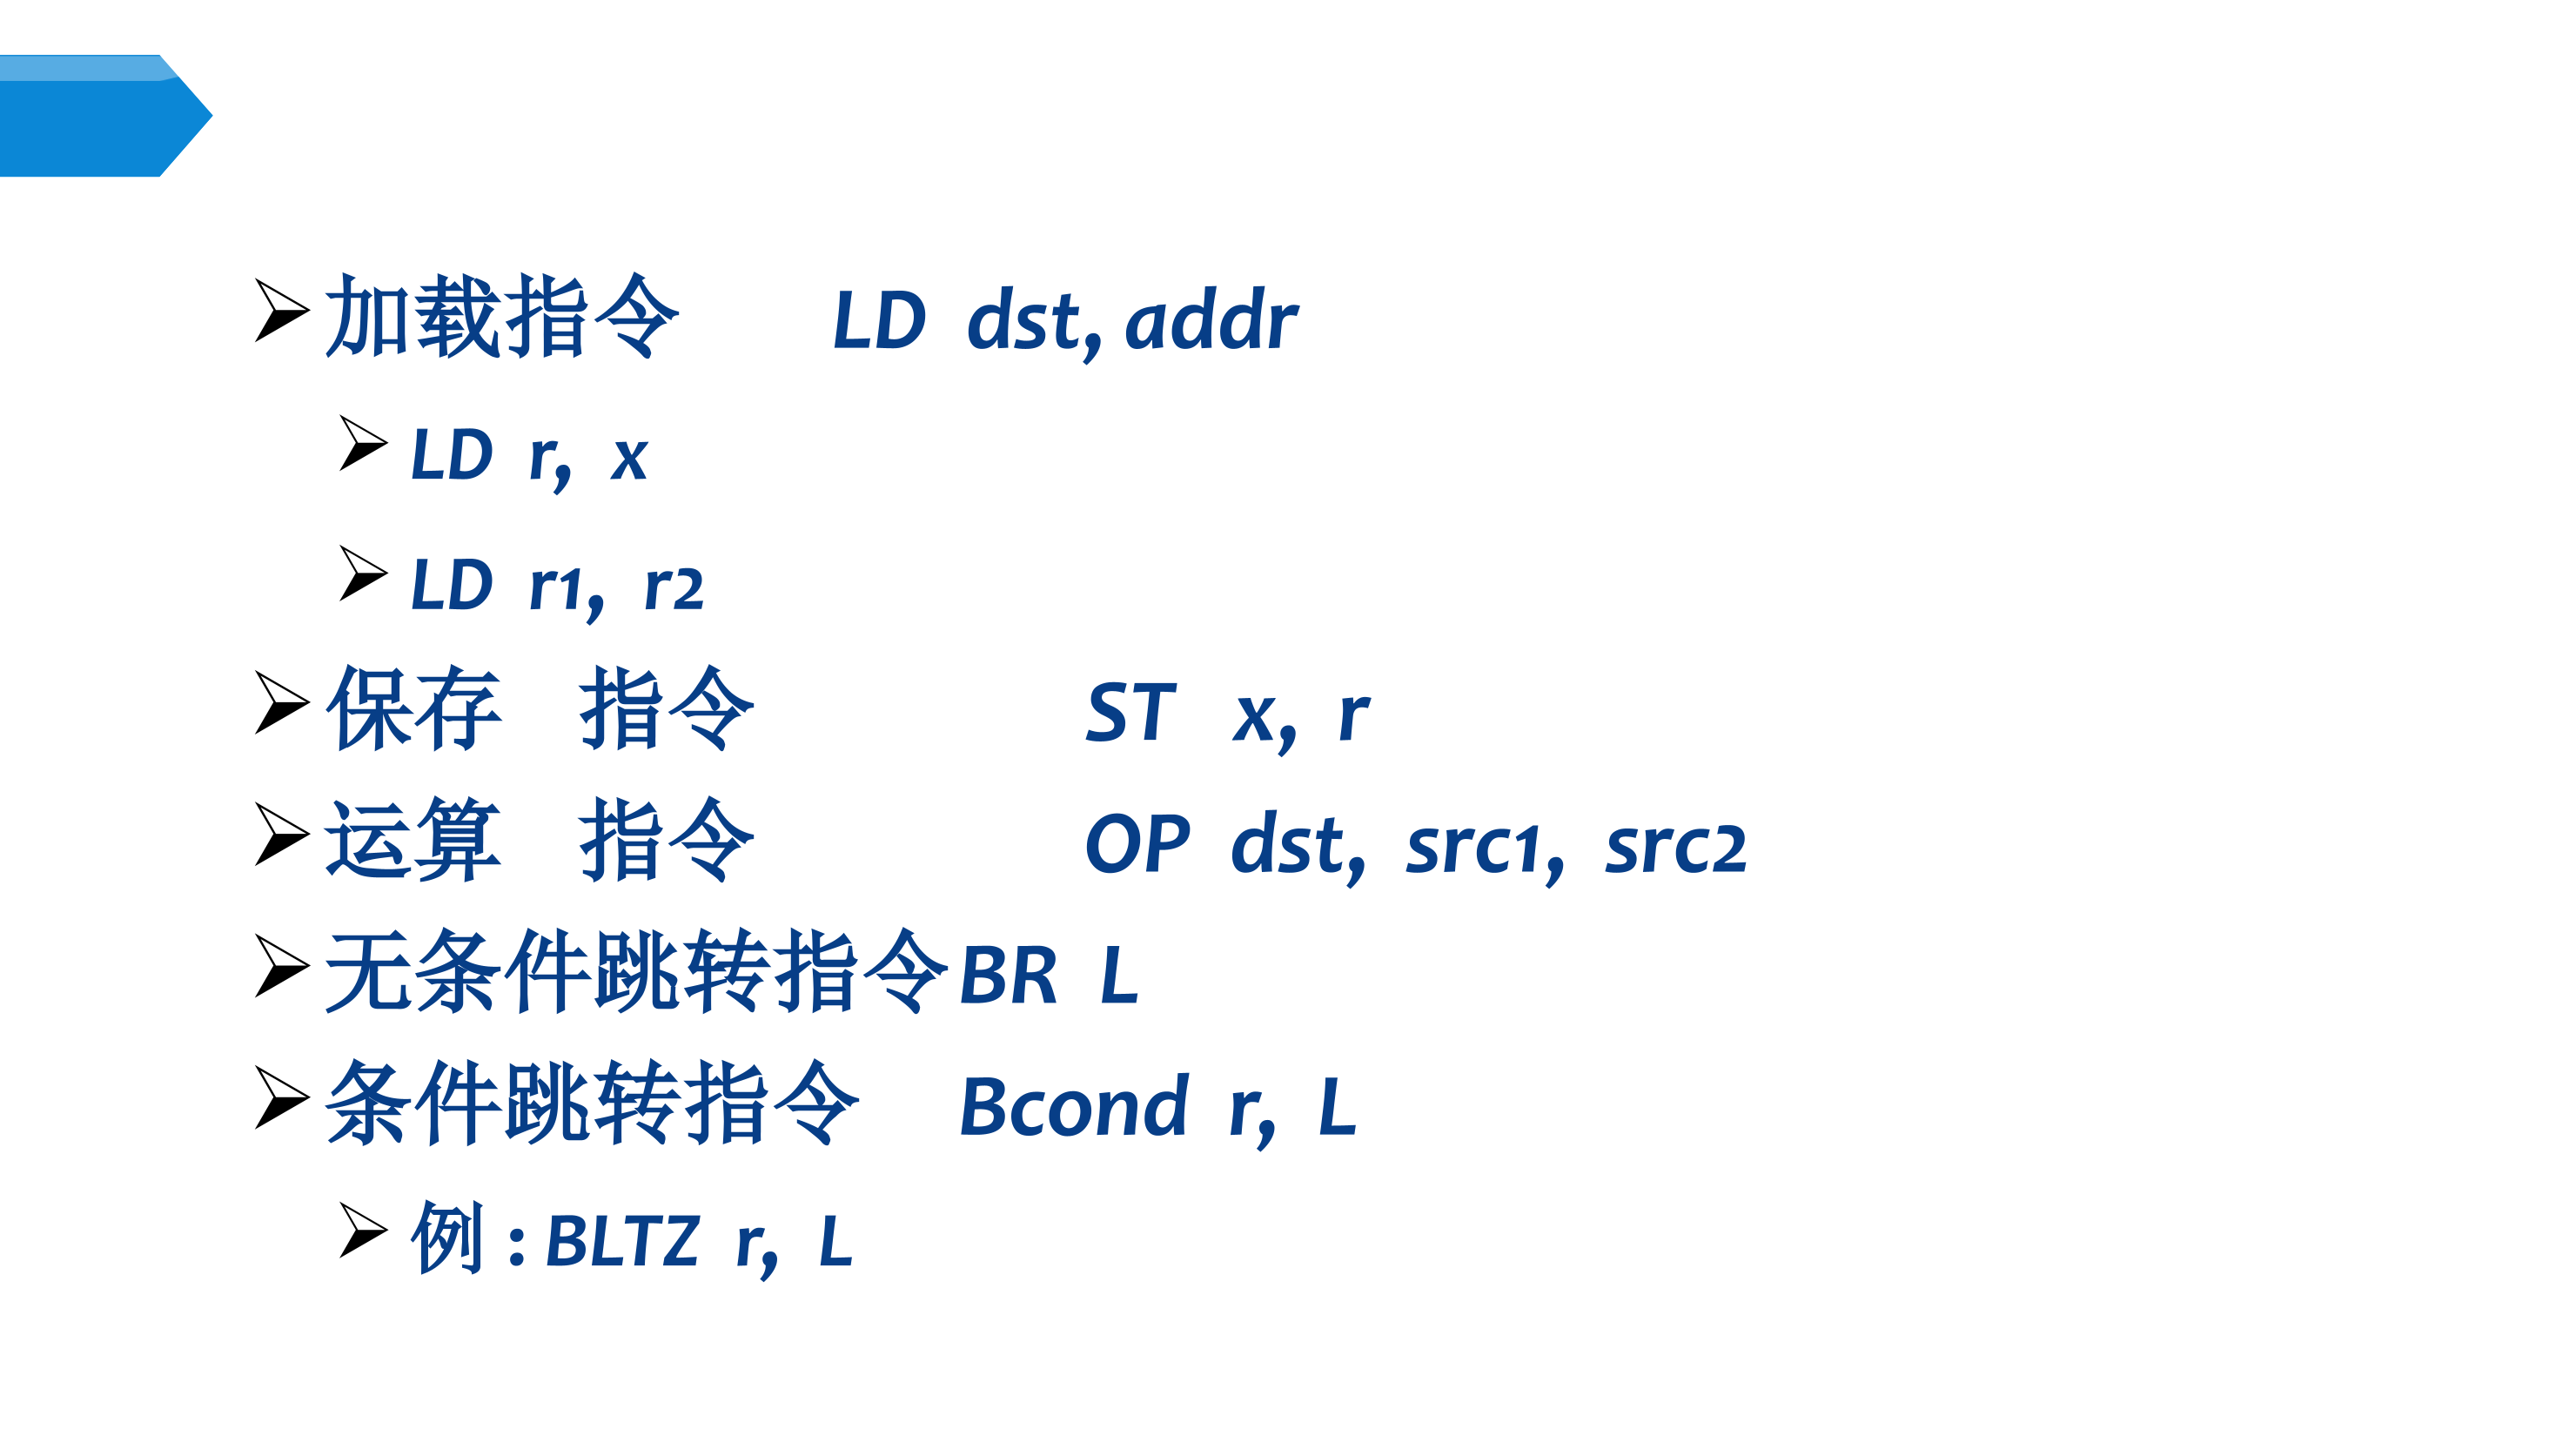 加载指令 LD dst, addr
LD r, x
LD r1, r2
保存 指令 ST x, r
运算 指令 OP dst, src1, src2
无条件跳转指令 BR L
条件跳转指令 Bcond r, L
例 : BLTZ r, L